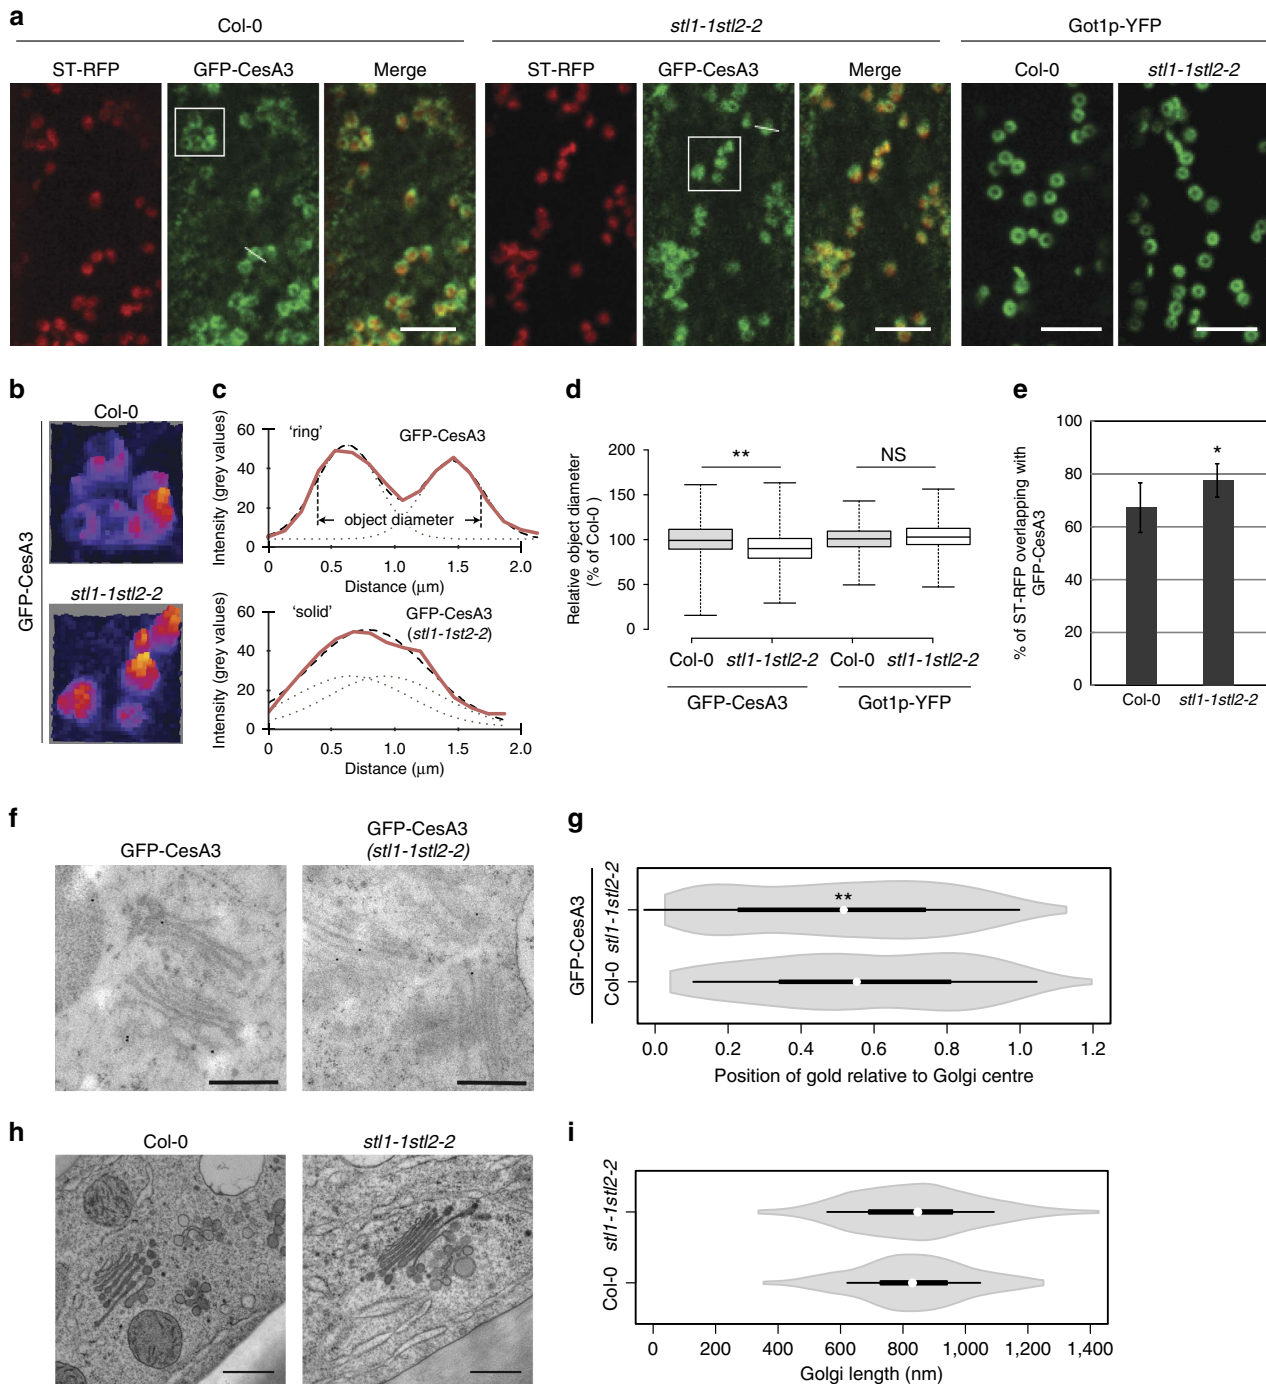 a
Col-0
stl1-1stl2-2
Got1p-YFP
ST-RFP
GFP-CesA3
Merge
ST-RFP
GFP-CesA3
Merge
Col-0
stl1-1stl2-2
b
GFP-CesA3
Col-0
stl1-1stl2-2
c
Intensity (grey values)
60
40
20
0
'ring'
GFP-CesA3
object diameter
0
0.5
1.0
1.5
2.0
Distance (μm)
Intensity (grey values)
60
40
20
0
'solid'
GFP-CesA3
(stl1-1st2-2)
0
0.5
1.0
1.5
2.0
Distance (μm)
d
Relative object diameter
(% of Col-0 )
200
150
100
50
0
**
NS
Col-0
stl1-1stl2-2
Col-0
stl1-1stl2-2
GFP-CesA3
Got1p-YFP
e
% of ST-RFP overlapping with
GFP-CesA3
100
80
60
40
20
0
*
Col-0
stl1-1stl2-2
f
GFP-CesA3
GFP-CesA3
(stl1-1stl2-2)
g
GFP-CesA3
Col-0 stl1-1stl2-2
**
0.0
0.2
0.4
0.6
0.8
1.0
1.2
Position of gold relative to Golgi centre
h
Col-0
stl1-1stl2-2
i
Col-0 stl1-1stl2-2
0
200
400
600
800
1,000
1,200
1,400
Golgi length (nm)